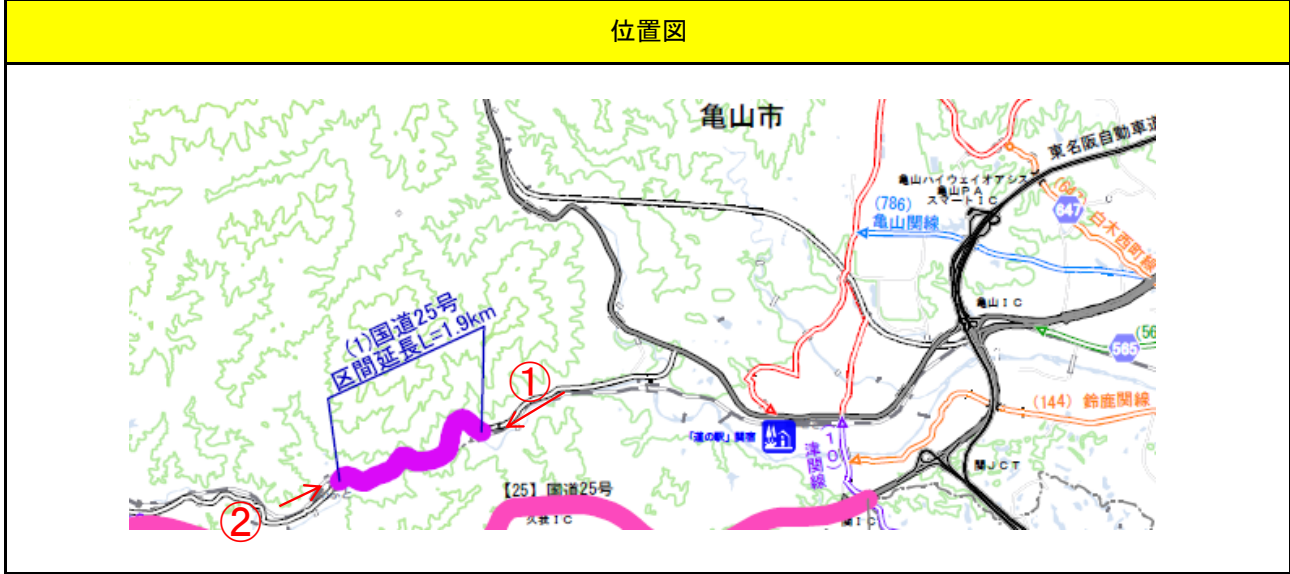 位置図
亀山市
東名阪自動車道
亀山ハイウェイオアシス
亀山PA
スマートIC
(786)
亀山関線
647
白木西町線
亀山IC
565
(1)国道25号
区間延長L=1.9km
①
(144) 鈴鹿関線
「道の駅」関宿
(10)
津関線
関JCT
【25】国道25号
久我IC
関IC
②